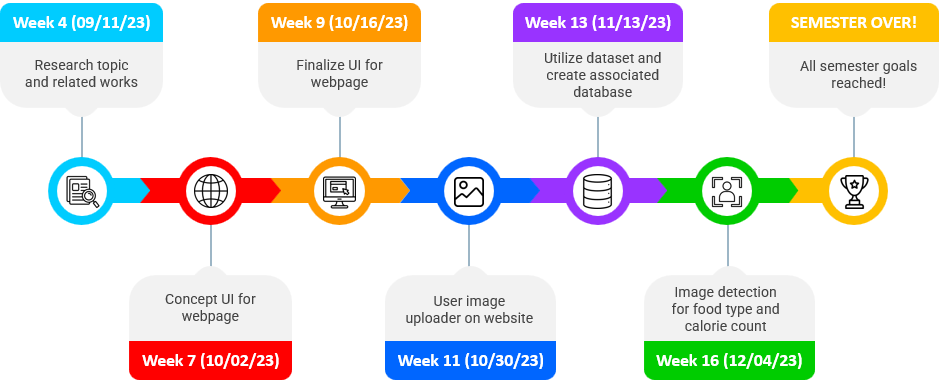 Week 4 (09/11/23)
Research topic
and related works
Week 7 (10/02/23)
Concept UI for
webpage
Week 9 (10/16/23)
Finalize UI for
webpage
Week 11 (10/30/23)
User image
uploader on website
Week 13 (11/13/23)
Utilize dataset and
create associated
database
Week 16 (12/04/23)
Image detection
for food type and
calorie count
SEMESTER OVER!
All semester goals
reached!